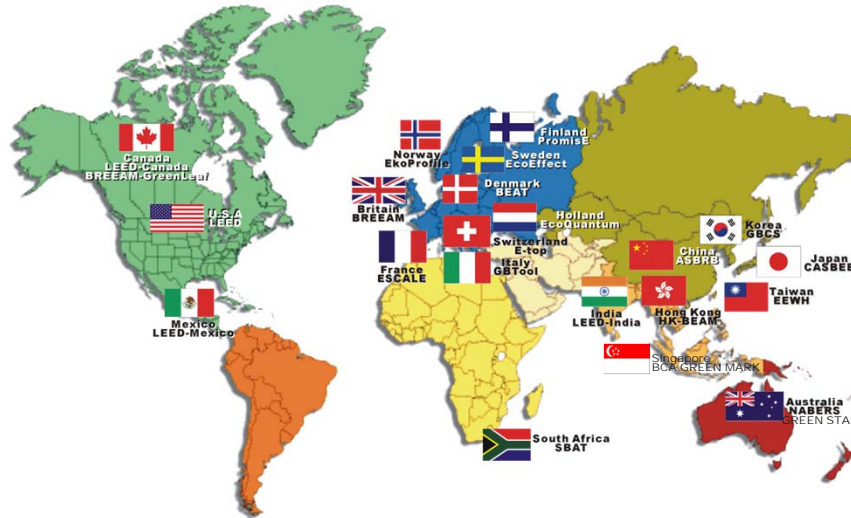 Canada
LEED-Canada
BREEAM-GreenLeaf
U.S.A
LEED
Mexico
LEED-Mexico
Finland
PromisE
Norway
EkoProfile
Sweden
EcoEffect
Denmark
BEAT
Britain
BREEAM
Holland
EcoQuantum
Switzerland
E-top
France
ESCALE
Italy
GBTool
Korea
GBCS
China
ASBRB
Japan
CASBEE
Taiwan
EEWH
India
LEED-India
Hong Kong
HK-BEAM
Singapore
BCA GREEN MARK
Australia
NABERS
GREEN STA
South Africa
SBAT